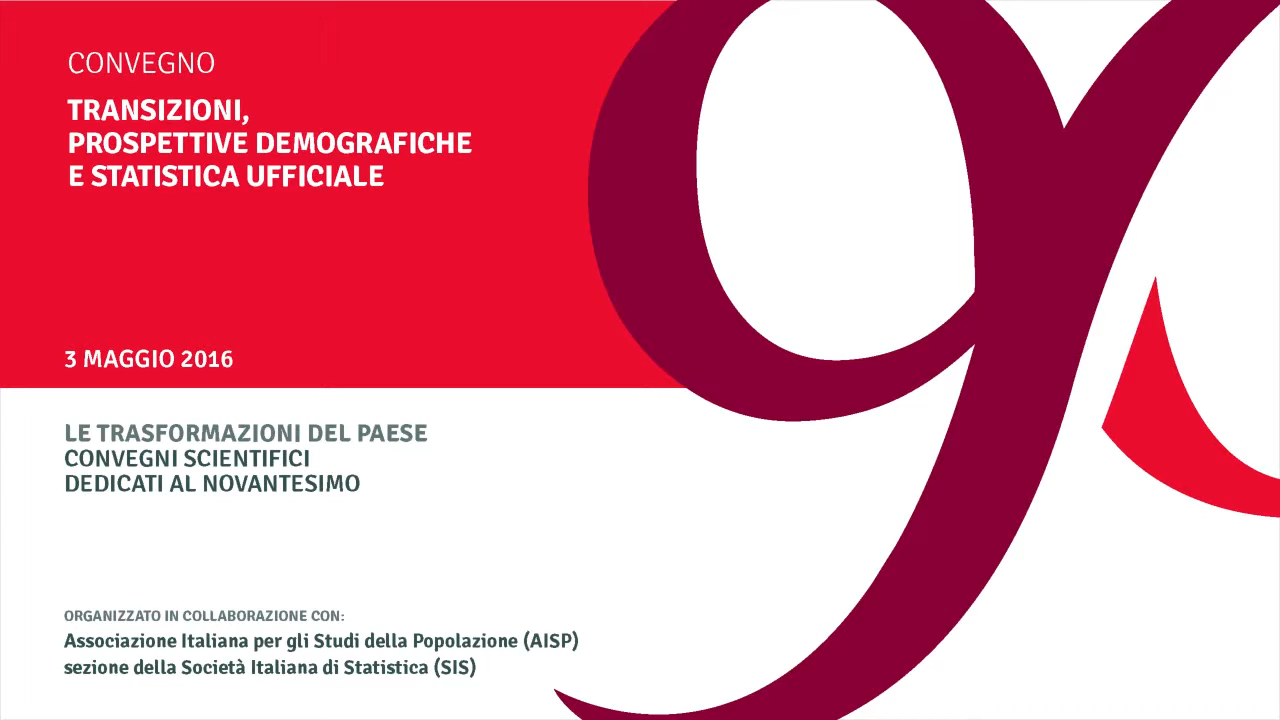 CONVEGNO
TRANSIZIONI,
PROSPETTIVE DEMOGRAFICHE
E STATISTICA UFFICIALE
3 MAGGIO 2016
LE TRASFORMAZIONI DEL PAESE
CONVEGNI SCIENTIFICI
DEDICATI AL NOVANTESIMO
ORGANIZZATO IN COLLABORAZIONE CON:
Associazione Italiana per gli Studi della Popolazione (AISP)
sezione della Società Italiana di Statistica (SIS)
90